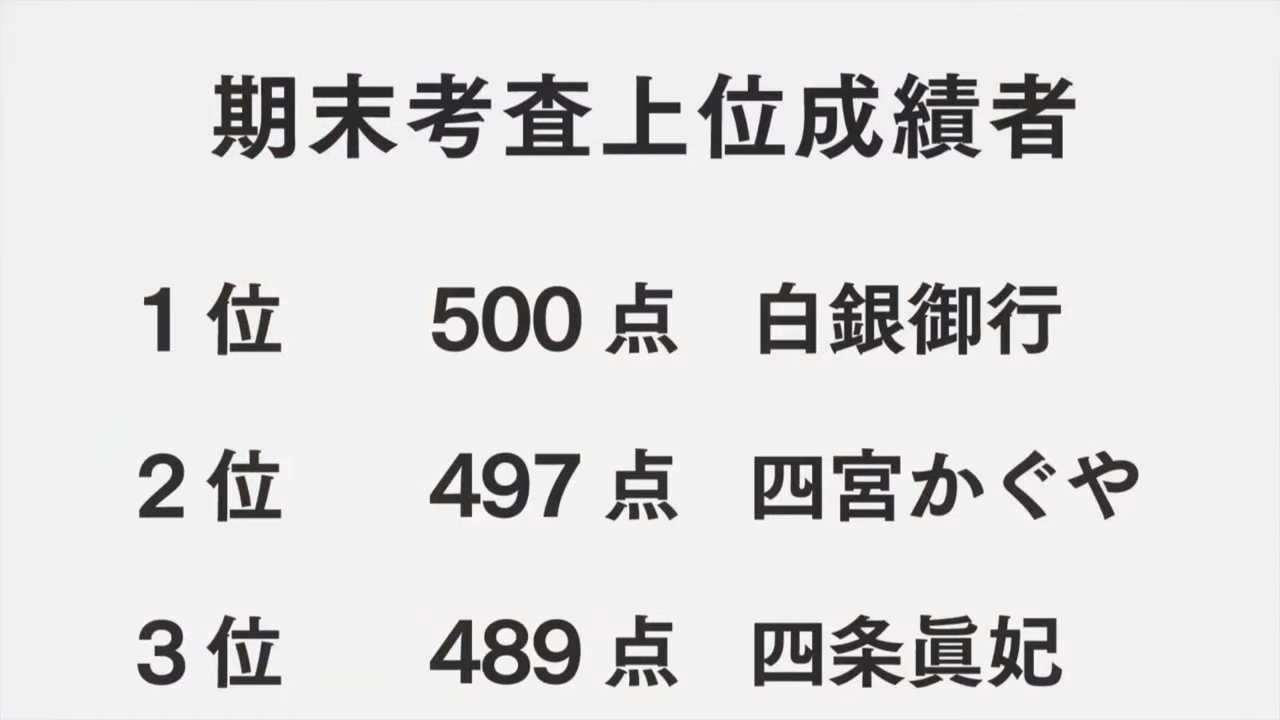 期末考査上位成績者
1位 500点 白銀御行
2位 497点 四宮かぐや
3位 489点 四条眞妃